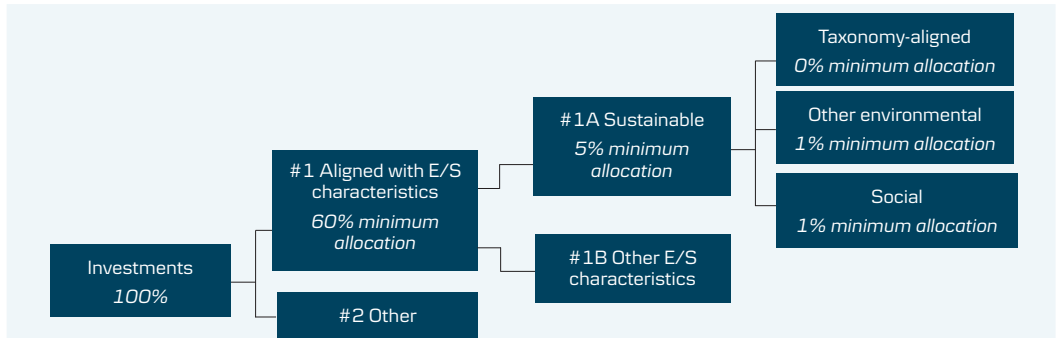 Investments
100%
#1 Aligned with E/S
characteristics
60% minimum
allocation
#2 Other
#1A Sustainable
5% minimum
allocation
#1B Other E/S
characteristics
Taxonomy-aligned
0% minimum allocation
Other environmental
1% minimum allocation
Social
1% minimum allocation